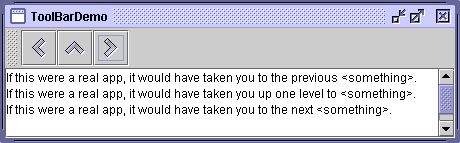 ToolBarDemo
If this were a real app, it would have taken you to the previous <something>.
If this were a real app, it would have taken you up one level to <something>.
If this were a real app, it would have taken you to the next <something>.